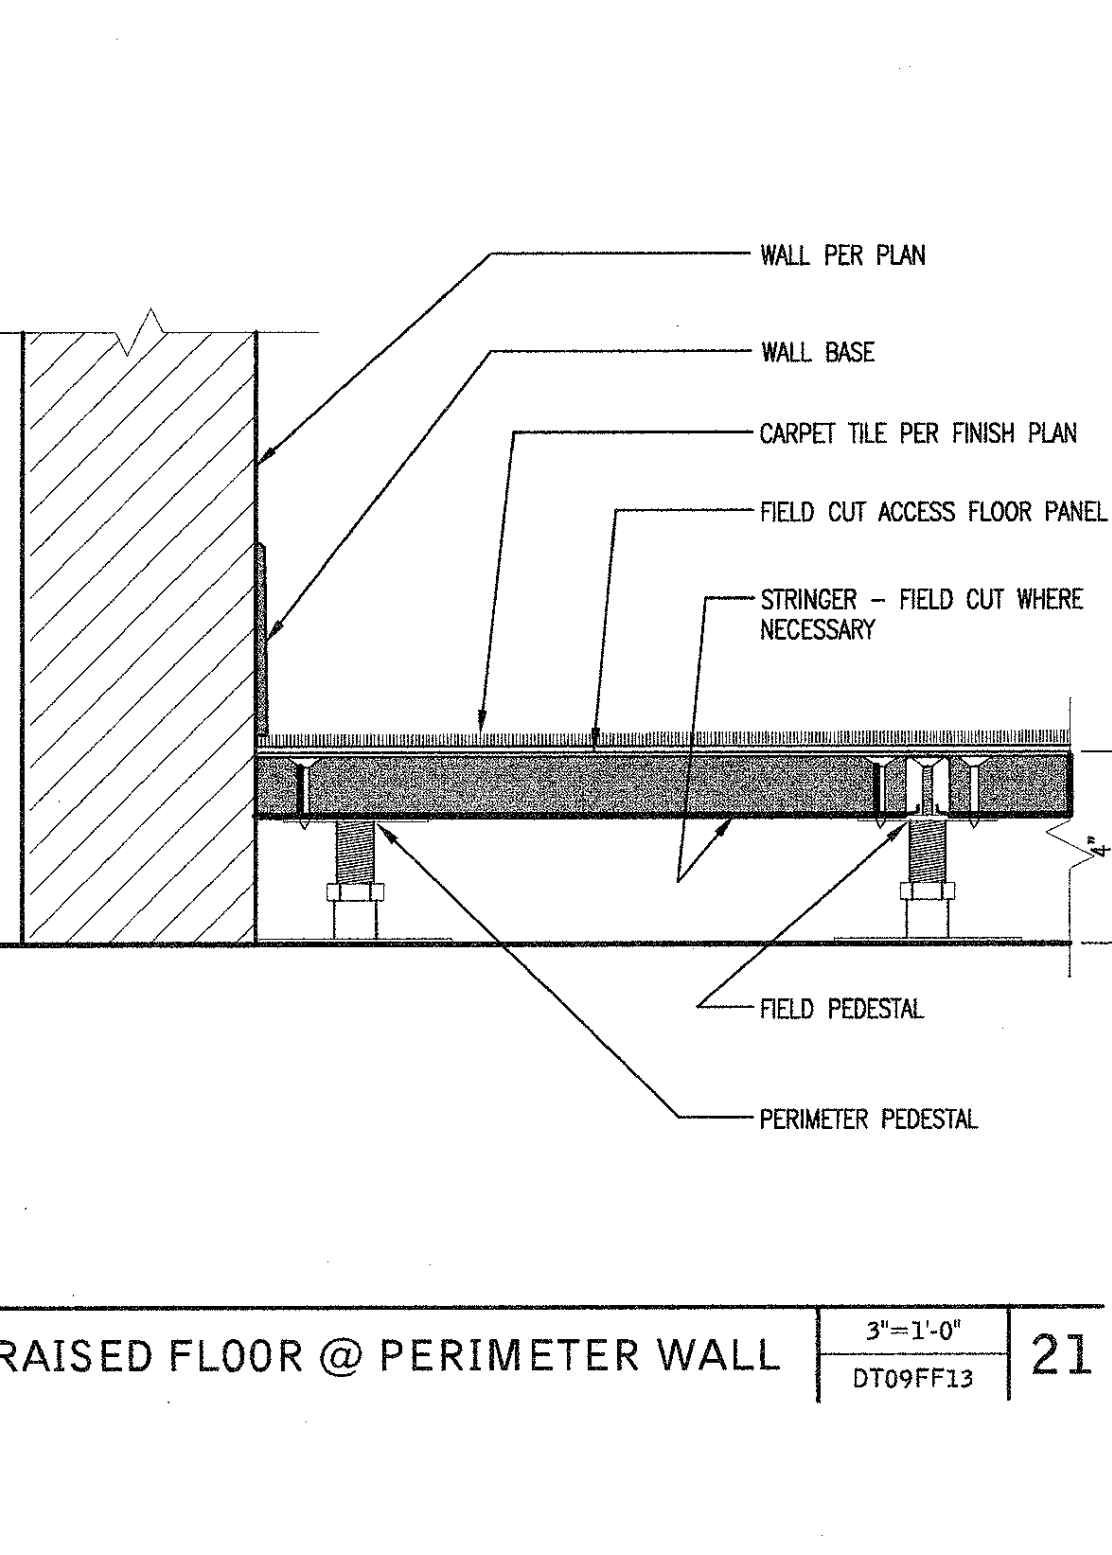 WALL PER PLAN
WALL BASE
CARPET TILE PER FINISH PLAN
FIELD CUT ACCESS FLOOR PANEL
STRINGER – FIELD CUT WHERE
NECESSARY
4"
FIELD PEDESTAL
PERIMETER PEDESTAL
RAISED FLOOR @ PERIMETER WALL
3"=1'-0"
DT09FF13
21